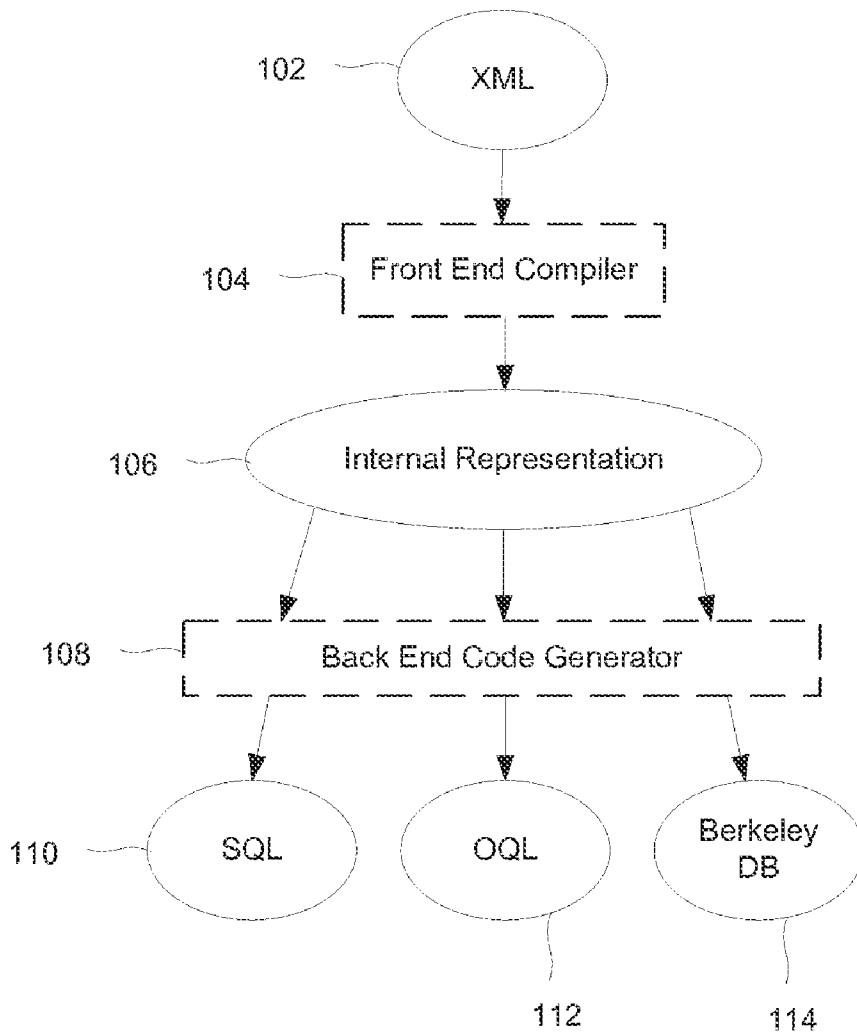 102
XML
Front End Compiler
104
Internal Representation
106
108
Back End Code Generator
110
SQL
OQL
Berkeley
DB
112
114